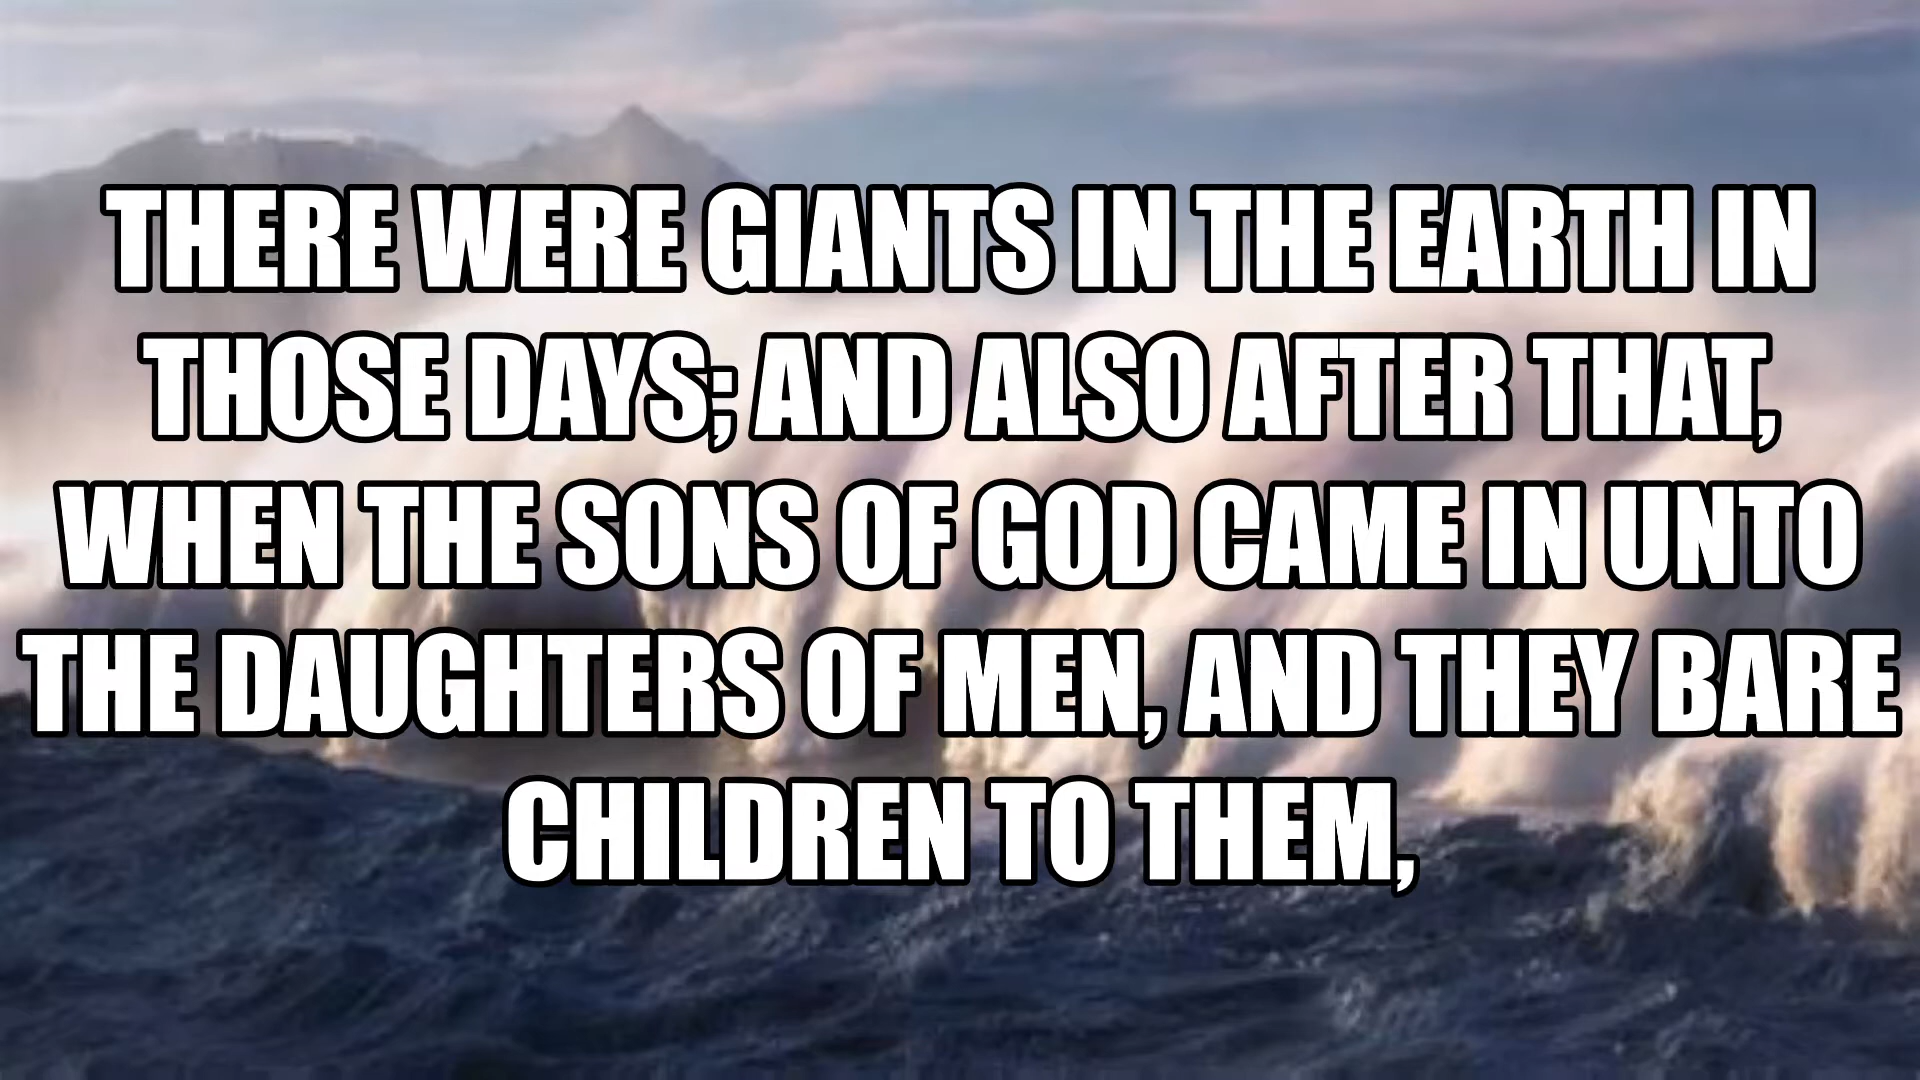 THERE WERE GIANTS IN THE EARTH IN
THOSE DAYS; AND ALSO AFTER THAT,
WHEN THE SONS OF GOD CAME IN UNTO
THE DAUGHTERS OF MEN, AND THEY BARE
CHILDREN TO THEM,